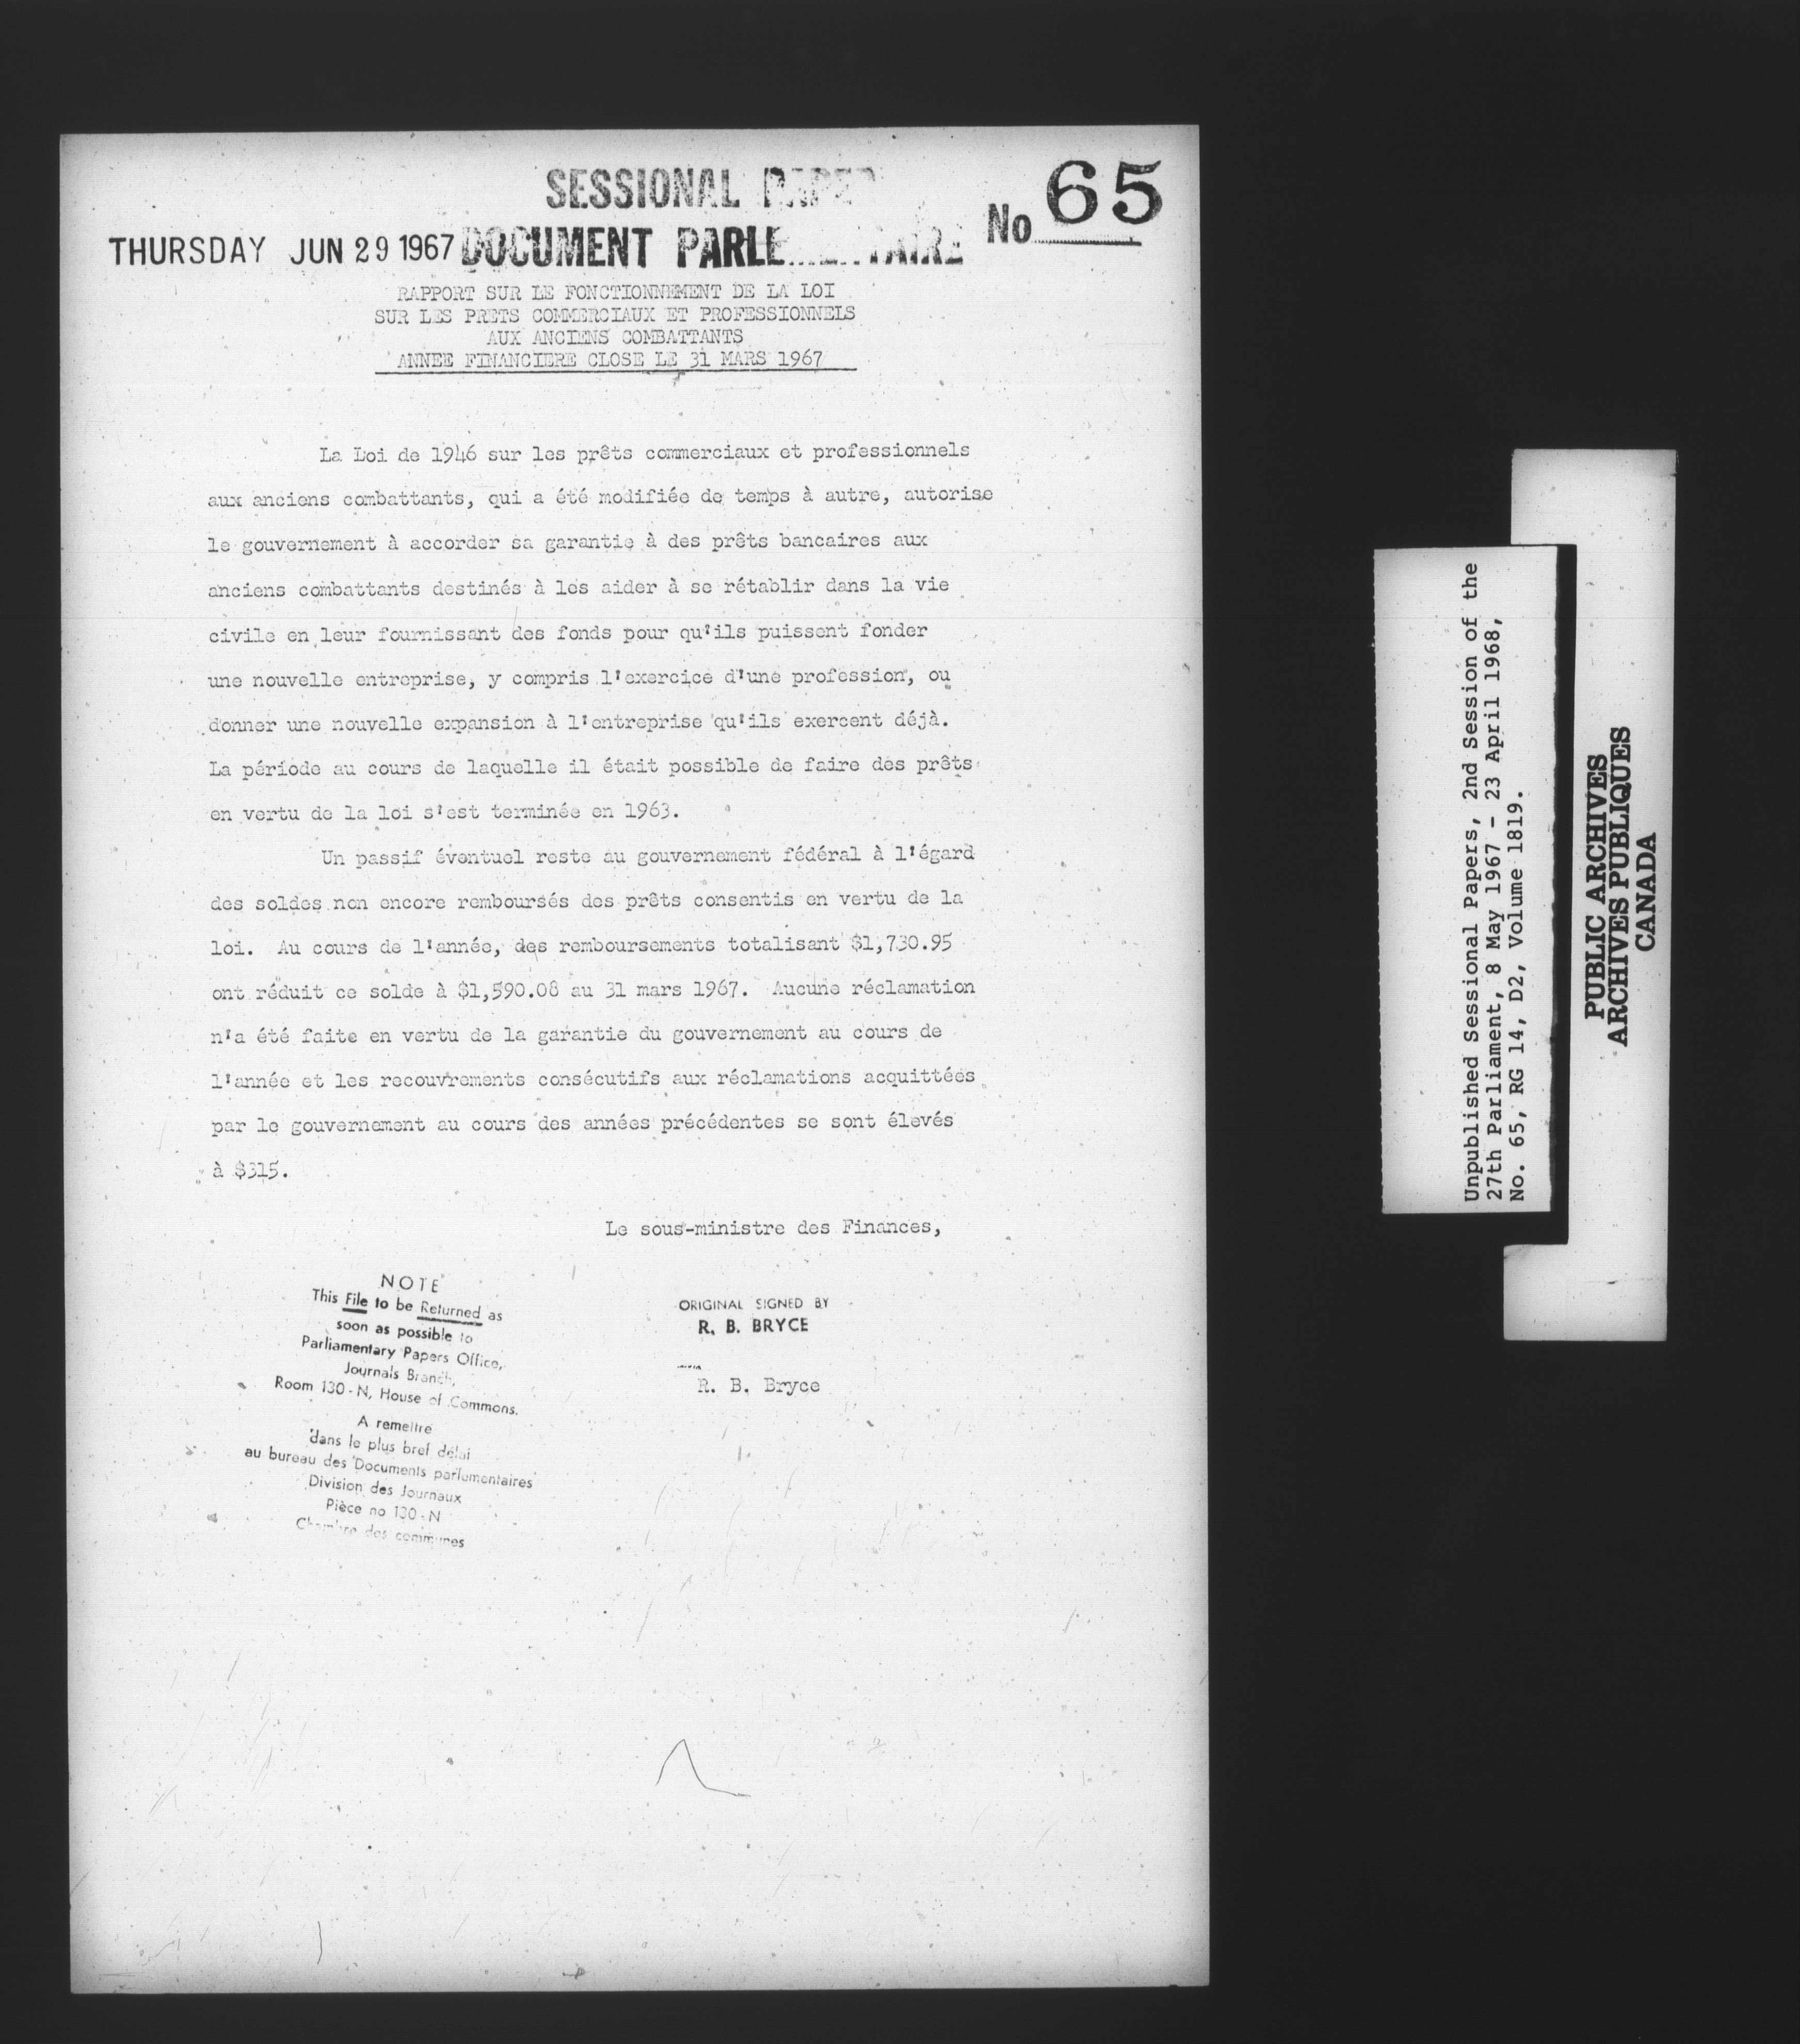 SESSIONAL PAPER
No 65
THURSDAY JUN 29 1967 DOCUMENT PARLEMENTAIRE
RAPPORT SUR LE FONCTIONNEMENT DE LA LOI
SUR LES PRETS COMMERCIAUX ET PROFESSIONNELS
AUX ANCIENS COMBATTANTS
ANNEE FINANCIERE CLOSE LE 31 MARS 1967
La Loi de 1946 sur les prêts commerciaux et professionnels
aux anciens combattants, qui a été modifiée de temps à autre, autorise
le gouvernement à accorder sa garantie à des prêts bancaires aux
anciens combattants destinés à les aider à se rétablir dans la vie
civile en leur fournissant des fonds pour qu'ils puissent fonder
une nouvelle entreprise, y compris l'exercice d'une profession, ou
donner une nouvelle expansion à l'entreprise qu'ils exercent déjà.
La période au cours de laquelle il était possible de faire des prêts
en vertu de la loi s'est terminée en 1963.
Un passif éventuel reste au gouvernement fédéral à l'égard
des soldes non encore remboursés des prêts consentis en vertu de la
loi. Au cours de l'année, des remboursements totalisant $1,730.95
ont réduit ce solde à $1,590.08 au 31 mars 1967. Aucune réclamation
n'a été faite en vertu de la garantie du gouvernement au cours de
l'année et les recouvrements consécutifs aux réclamations acquittées
par le gouvernement au cours des années précédentes se sont élevés
à $315.
Le sous-ministre des Finances,
ORIGINAL SIGNED BY
R. B. BRYCE
R. B. Bryce
NOTE
This File to be Returned as
soon as possible to
Parliamentary Papers Office,
Journals Branch,
Room 130-N, House of Commons.
A remettre
dans le plus bref délai
au bureau des Documents parlementaires
Division des Journaux
Pièce no 130-N
Chambre des communes
Unpublished Sessional Papers, 2nd Session of the
27th Parliament, 8 May 1967 - 23 April 1968,
No. 65, RG 14, D2, Volume 1819.
PUBLIC ARCHIVES
ARCHIVES PUBLIQUES
CANADA